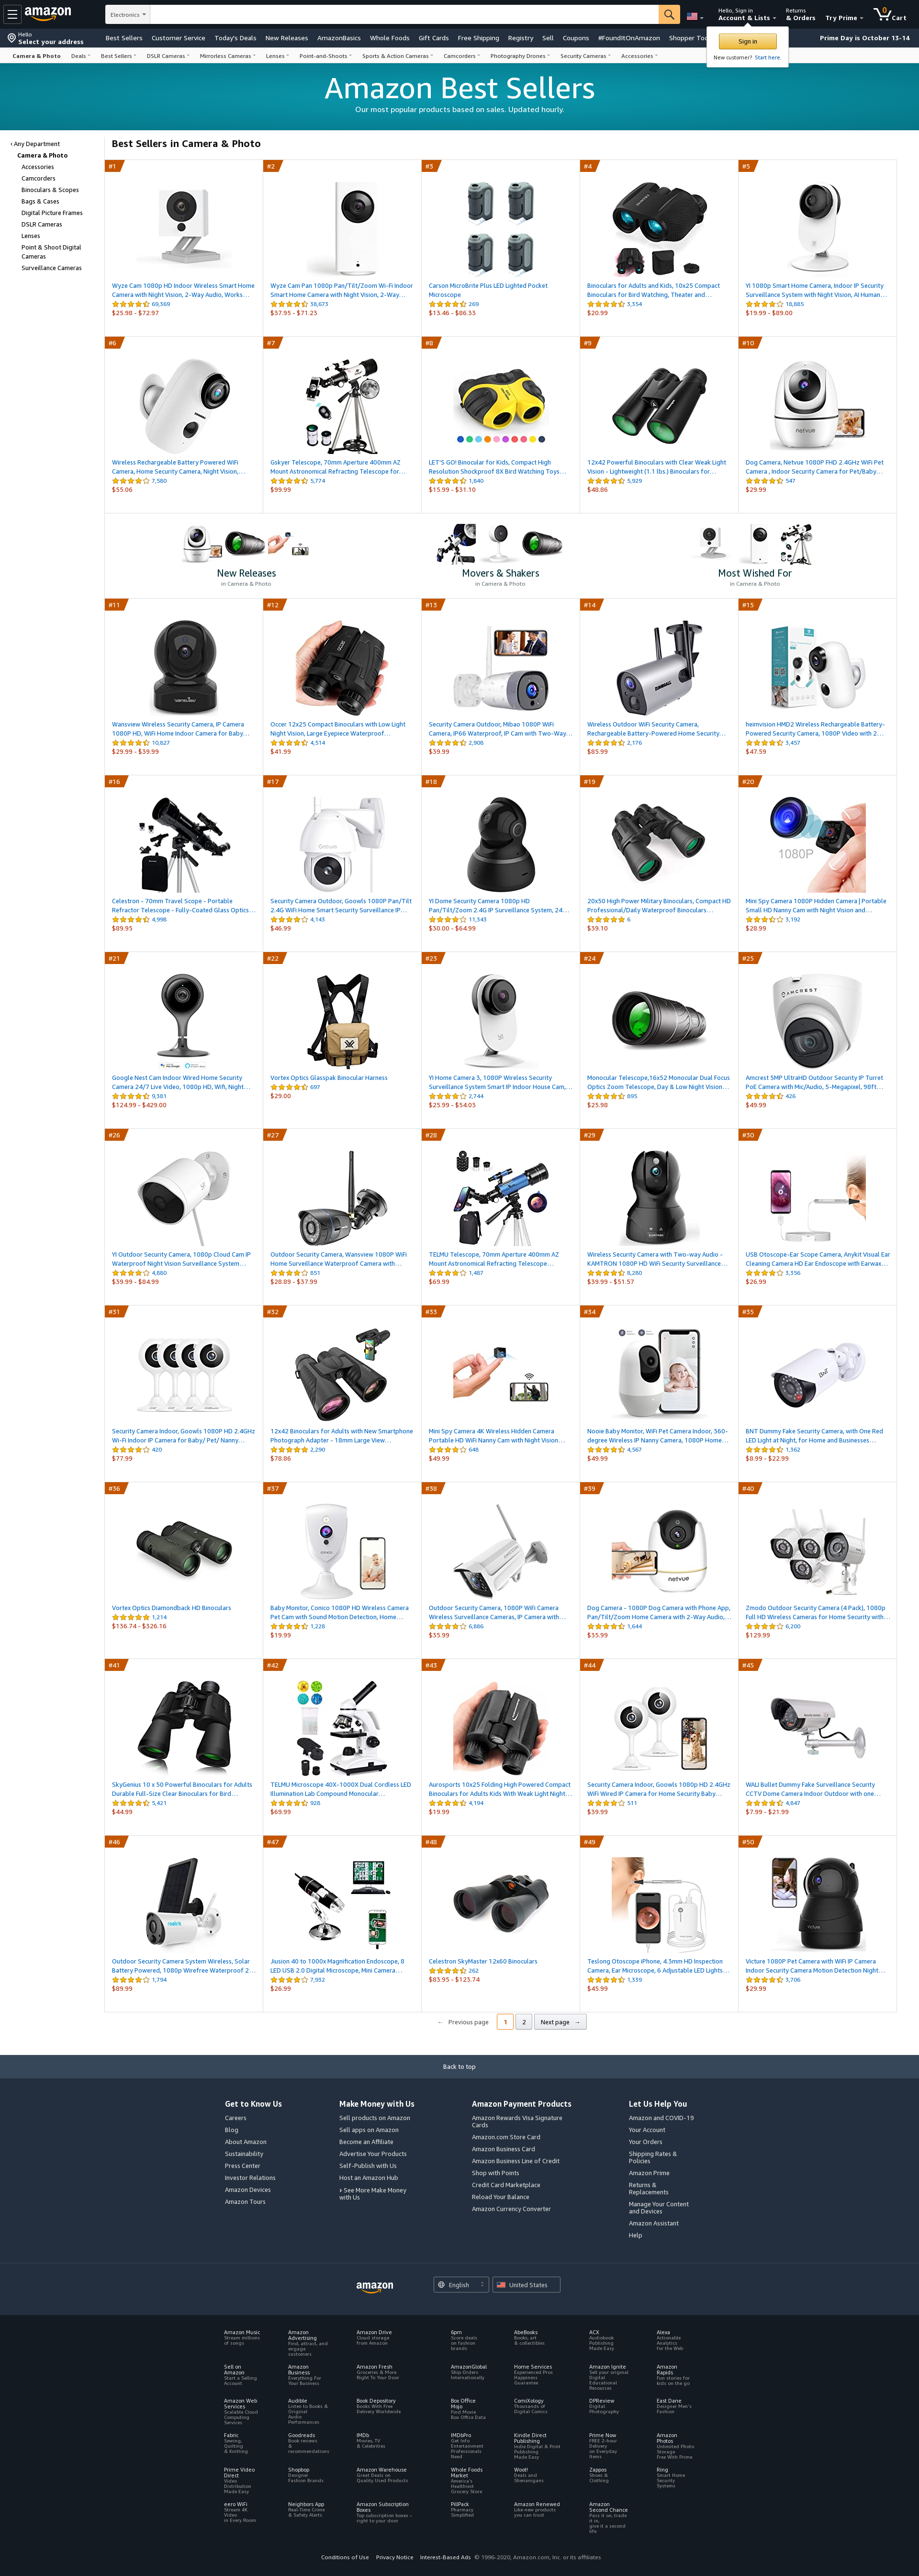 amazon
Electronics
Hello, Sign in
Account & Lists
Returns
& Orders
Try Prime
0
Cart
Hello
Select your address
Best Sellers
Customer Service
Today's Deals
New Releases
AmazonBasics
Whole Foods
Gift Cards
Free Shipping
Registry
Sell
Coupons
#FoundItOnAmazon
Shopper
Prime Day is October 13-14
Sign in
New customer? Start here.
Camera & Photo
Deals
Best Sellers
DSLR Cameras
Mirrorless Cameras
Lenses
Point-and-Shoots
Sports & Action Cameras
Camcorders
Photography Drones
Security Cameras
Accessories
Amazon Best Sellers
Our most popular products based on sales. Updated hourly.
‹ Any Department
Camera & Photo
Accessories
Camcorders
Binoculars & Scopes
Bags & Cases
Digital Picture Frames
DSLR Cameras
Lenses
Point & Shoot Digital
Cameras
Surveillance Cameras
Best Sellers in Camera & Photo
#1
Wyze Cam 1080p HD Indoor Wireless Smart Home
Camera with Night Vision, 2-Way Audio, Works…
69,369
$25.98 - $72.97
#2
Wyze Cam Pan 1080p Pan/Tilt/Zoom Wi-Fi Indoor
Smart Home Camera with Night Vision, 2-Way…
38,673
$37.95 - $71.23
#3
Carson MicroBrite Plus LED Lighted Pocket
Microscope
269
$13.46 - $86.33
#4
Binoculars for Adults and Kids, 10x25 Compact
Binoculars for Bird Watching, Theater and…
3,354
$20.99
#5
YI 1080p Smart Home Camera, Indoor IP Security
Surveillance System with Night Vision, AI Human…
18,885
$19.99 - $89.00
#6
Wireless Rechargeable Battery Powered WiFi
Camera, Home Security Camera, Night Vision,…
7,580
$55.06
#7
Gskyer Telescope, 70mm Aperture 400mm AZ
Mount Astronomical Refracting Telescope for…
5,774
$99.99
#8
LET'S GO! Binocular for Kids, Compact High
Resolution Shockproof 8X Bird Watching Toys…
1,640
$15.99 - $31.10
#9
12x42 Powerful Binoculars with Clear Weak Light
Vision - Lightweight (1.1 lbs.) Binoculars for…
5,929
$48.86
#10
netvue
Dog Camera, Netvue 1080P FHD 2.4GHz WiFi Pet
Camera , Indoor Security Camera for Pet/Baby…
547
$29.99
New Releases
in Camera & Photo
Movers & Shakers
in Camera & Photo
Most Wished For
in Camera & Photo
#11
Wansview Wireless Security Camera, IP Camera
1080P HD, WiFi Home Indoor Camera for Baby…
10,827
$29.99 - $39.99
#12
Occer 12x25 Compact Binoculars with Low Light
Night Vision, Large Eyepiece Waterproof…
4,514
$41.99
#13
Security Camera Outdoor, Mibao 1080P WiFi
Camera, IP66 Waterproof, IP Cam with Two-Way…
2,908
$39.99
#14
Wireless Outdoor WiFi Security Camera,
Rechargeable Battery-Powered Home Security…
2,176
$85.99
#15
heimvision HMD2 Wireless Rechargeable Battery-
Powered Security Camera, 1080P Video with 2…
3,457
$47.59
#16
Celestron - 70mm Travel Scope - Portable
Refractor Telescope - Fully-Coated Glass Optics…
4,998
$89.95
#17
Security Camera Outdoor, Goowls 1080P Pan/Tilt
2.4G WiFi Home Smart Security Surveillance IP…
4,143
$46.99
#18
YI Dome Security Camera 1080p HD
Pan/Tilt/Zoom 2.4G IP Surveillance System, 24…
11,343
$30.00 - $64.99
#19
20x50 High Power Military Binoculars, Compact HD
Professional/Daily Waterproof Binoculars…
6
$39.10
#20
1080P
Mini Spy Camera 1080P Hidden Camera | Portable
Small HD Nanny Cam with Night Vision and…
3,192
$28.99
#21
Google Nest Cam Indoor Wired Home Security
Camera 24/7 Live Video, 1080p HD, Wifi, Night…
9,381
$124.99 - $429.00
#22
Vortex Optics Glasspak Binocular Harness
697
$29.00
#23
YI Home Camera 3, 1080P Wireless Security
Surveillance System Smart IP Indoor House Cam,…
2,744
$25.99 - $54.03
#24
Monocular Telescope,16x52 Monocular Dual Focus
Optics Zoom Telescope, Day & Low Night Vision…
895
$25.98
#25
AMCREST
Amcrest 5MP UltraHD Outdoor Security IP Turret
PoE Camera with Mic/Audio, 5-Megapixel, 98ft…
426
$49.99
#26
YI Outdoor Security Camera, 1080p Cloud Cam IP
Waterproof Night Vision Surveillance System…
4,880
$39.99 - $84.99
#27
Outdoor Security Camera, Wansview 1080P WiFi
Home Surveillance Waterproof Camera with…
851
$28.89 - $37.99
#28
TELMU Telescope, 70mm Aperture 400mm AZ
Mount Astronomical Refracting Telescope…
1,487
$69.99
#29
Wireless Security Camera with Two-way Audio -
KAMTRON 1080P HD WiFi Security Surveillance…
8,280
$39.99 - $51.57
#30
USB Otoscope-Ear Scope Camera, Anykit Visual Ear
Cleaning Camera HD Ear Endoscope with Earwax…
3,356
$26.99
#31
Security Camera Indoor, Goowls 1080P HD 2.4GHz
Wi-Fi Indoor IP Camera for Baby/ Pet/ Nanny…
420
$77.99
#32
12x42 Binoculars for Adults with New Smartphone
Photograph Adapter - 18mm Large View…
2,290
$78.86
#33
Mini Spy Camera 4K Wireless Hidden Camera
Portable HD WiFi Nanny Cam with Night Vision…
648
$49.99
#34
Nooie Baby Monitor, WiFi Pet Camera Indoor, 360-
degree Wireless IP Nanny Camera, 1080P Home…
4,567
$49.99
#35
BNT Dummy Fake Security Camera, with One Red
LED Light at Night, for Home and Businesses…
1,362
$8.99 - $22.99
#36
Vortex Optics Diamondback HD Binoculars
1,214
$136.74 - $326.16
#37
Baby Monitor, Conico 1080P HD Wireless Camera
Pet Cam with Sound Motion Detection, Home…
1,228
$19.99
#38
Outdoor Security Camera, 1080P WiFi Camera
Wireless Surveillance Cameras, IP Camera with…
6,886
$35.99
#39
netvue
Dog Camera - 1080P Dog Camera with Phone App,
Pan/Tilt/Zoom Home Camera with 2-Way Audio,…
1,644
$35.99
#40
Zmodo Outdoor Security Camera (4 Pack), 1080p
Full HD Wireless Cameras for Home Security with…
6,200
$129.99
#41
SkyGenius 10 x 50 Powerful Binoculars for Adults
Durable Full-Size Clear Binoculars for Bird…
5,421
$44.99
#42
TELMU Microscope 40X-1000X Dual Cordless LED
Illumination Lab Compound Monocular…
926
$69.99
#43
Aurosports 10x25 Folding High Powered Compact
Binoculars for Adults Kids With Weak Light Night…
4,194
$19.99
#44
Security Camera Indoor, Goowls 1080p HD 2.4GHz
WiFi Wired IP Camera for Home Security Baby…
511
$39.99
#45
WALI Bullet Dummy Fake Surveillance Security
CCTV Dome Camera Indoor Outdoor with one…
4,647
$7.99 - $21.99
#46
reolink
Outdoor Security Camera System Wireless, Solar
Battery Powered, 1080p Wirefree Waterproof 2…
1,794
$89.99
#47
Jiusion 40 to 1000x Magnification Endoscope, 8
LED USB 2.0 Digital Microscope, Mini Camera…
7,932
$26.99
#48
Celestron SkyMaster 12x60 Binoculars
262
$83.95 - $123.74
#49
Teslong Otoscope iPhone, 4.5mm HD Inspection
Camera, Ear Microscope, 6 Adjustable LED Lights…
1,339
$45.99
#50
Victure 1080P Pet Camera with WiFi IP Camera
Indoor Security Camera Motion Detection Night…
3,706
$29.99
← Previous page
1
2
Next page →
Back to top
Get to Know Us
Careers
Blog
About Amazon
Sustainability
Press Center
Investor Relations
Amazon Devices
Amazon Tours
Make Money with Us
Sell products on Amazon
Sell apps on Amazon
Become an Affiliate
Advertise Your Products
Self-Publish with Us
Host an Amazon Hub
› See More Make Money
with Us
Amazon Payment Products
Amazon Rewards Visa Signature
Cards
Amazon.com Store Card
Amazon Business Card
Amazon Business Line of Credit
Shop with Points
Credit Card Marketplace
Reload Your Balance
Amazon Currency Converter
Let Us Help You
Amazon and COVID-19
Your Account
Your Orders
Shipping Rates &
Policies
Amazon Prime
Returns &
Replacements
Manage Your Content
and Devices
Amazon Assistant
Help
amazon
English
United States
Amazon Music
Stream millions
of songs
Amazon
Advertising
Find, attract, and
engage
customers
Amazon Drive
Cloud storage
from Amazon
6pm
Score deals
on fashion
brands
AbeBooks
Books, art
& collectibles
ACX
Audiobook
Publishing
Made Easy
Alexa
Actionable
Analytics
for the Web
Sell on
Amazon
Start a Selling
Account
Amazon
Business
Everything For
Your Business
Amazon Fresh
Groceries & More
Right To Your Door
AmazonGlobal
Ship Orders
Internationally
Home Services
Experienced Pros
Happiness
Guarantee
Amazon Ignite
Sell your original
Digital
Educational
Resources
Amazon
Rapids
Fun stories for
kids on the go
Amazon Web
Services
Scalable Cloud
Computing
Services
Audible
Listen to Books &
Original
Audio
Performances
Book Depository
Books With Free
Delivery Worldwide
Box Office
Mojo
Find Movie
Box Office Data
ComiXology
Thousands of
Digital Comics
DPReview
Digital
Photography
East Dane
Designer Men's
Fashion
Fabric
Sewing,
Quilting
& Knitting
Goodreads
Book reviews
&
recommendations
IMDb
Movies, TV
& Celebrities
IMDbPro
Get Info
Entertainment
Professionals
Need
Kindle Direct
Publishing
Indie Digital & Print
Publishing
Made Easy
Prime Now
FREE 2-hour
Delivery
on Everyday
Items
Amazon
Photos
Unlimited Photo
Storage
Free With Prime
Prime Video
Direct
Video
Distribution
Made Easy
Shopbop
Designer
Fashion Brands
Amazon Warehouse
Great Deals on
Quality Used Products
Whole Foods
Market
America's
Healthiest
Grocery Store
Woot!
Deals and
Shenanigans
Zappos
Shoes &
Clothing
Ring
Smart Home
Security
Systems
eero WiFi
Stream 4K
Video
in Every Room
Neighbors App
Real-Time Crime
& Safety Alerts
Amazon Subscription
Boxes
Top subscription boxes –
right to your door
PillPack
Pharmacy
Simplified
Amazon Renewed
Like-new products
you can trust
Amazon
Second Chance
Pass it on, trade
it in,
give it a second
life
Conditions of Use
Privacy Notice
Interest-Based Ads
© 1996-2020, Amazon.com, Inc. or its affiliates